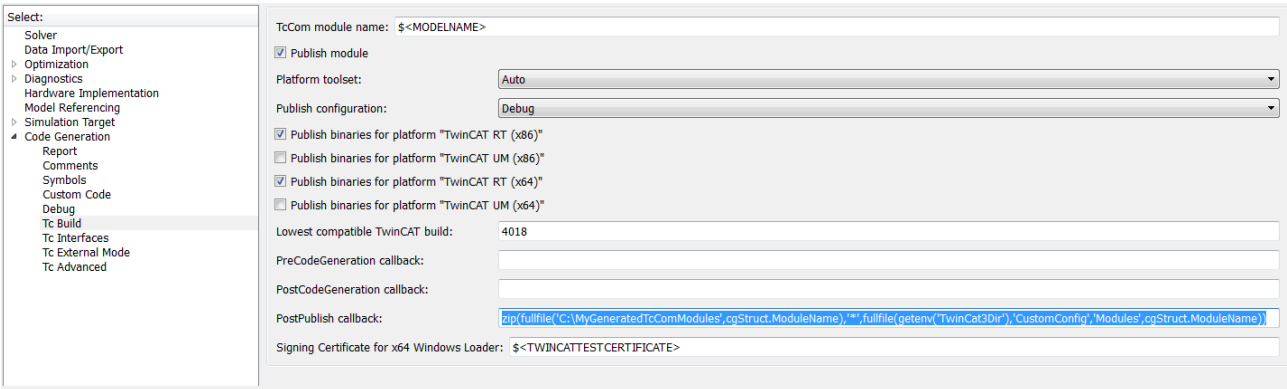 Select:
Solver
Data Import/Export
Optimization
Diagnostics
Hardware Implementation
Model Referencing
Simulation Target
Code Generation
Report
Comments
Symbols
Custom Code
Debug
Tc Build
Tc Interfaces
Tc External Mode
Tc Advanced
TcCom module name: $<MODELNAME>
Publish module
Platform toolset: Auto
Publish configuration: Debug
Publish binaries for platform "TwinCAT RT (x86)"
Publish binaries for platform "TwinCAT UM (x86)"
Publish binaries for platform "TwinCAT RT (x64)"
Publish binaries for platform "TwinCAT UM (x64)"
Lowest compatible TwinCAT build: 4018
PreCodeGeneration callback:
PostCodeGeneration callback:
PostPublish callback: zip(fullfile('C:\MyGeneratedTcComModules',cgStruct.ModuleName),'*',fullfile(getenv('TwinCat3Dir'),'CustomConfig','Modules',cgStruct.ModuleName))
Signing Certificate for x64 Windows Loader: $<TWINCATTESTCERTIFICATE>